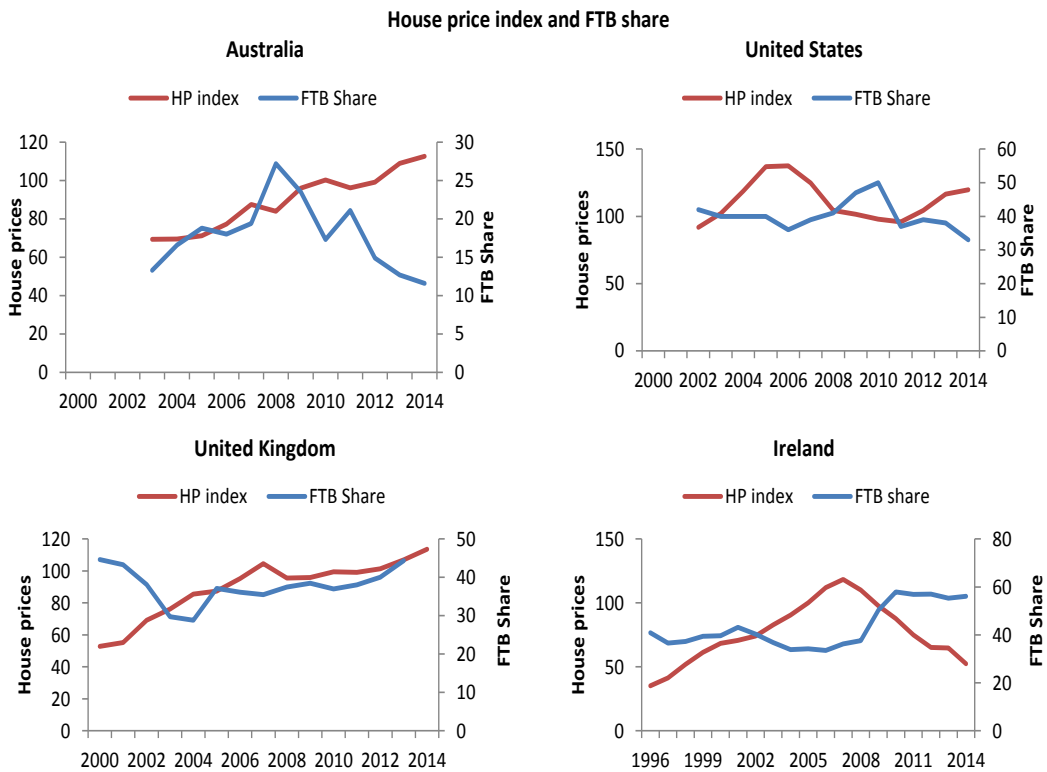 House price index and FTB share
Australia
HP index FTB Share
House prices
120
100
80
60
40
20
0
30
25
20
15
10
5
0
FTB Share
2000 2002 2004 2006 2008 2010 2012 2014
United States
HP index FTB Share
House prices
150
100
50
0
60
50
40
30
20
10
0
FTB Share
2000 2002 2004 2006 2008 2010 2012 2014
United Kingdom
HP index FTB Share
House prices
120
100
80
60
40
20
0
50
40
30
20
10
0
FTB Share
2000 2002 2004 2006 2008 2010 2012 2014
Ireland
HP index FTB share
House prices
150
100
50
0
80
60
40
20
0
FTB Share
1996 1999 2002 2005 2008 2011 2014